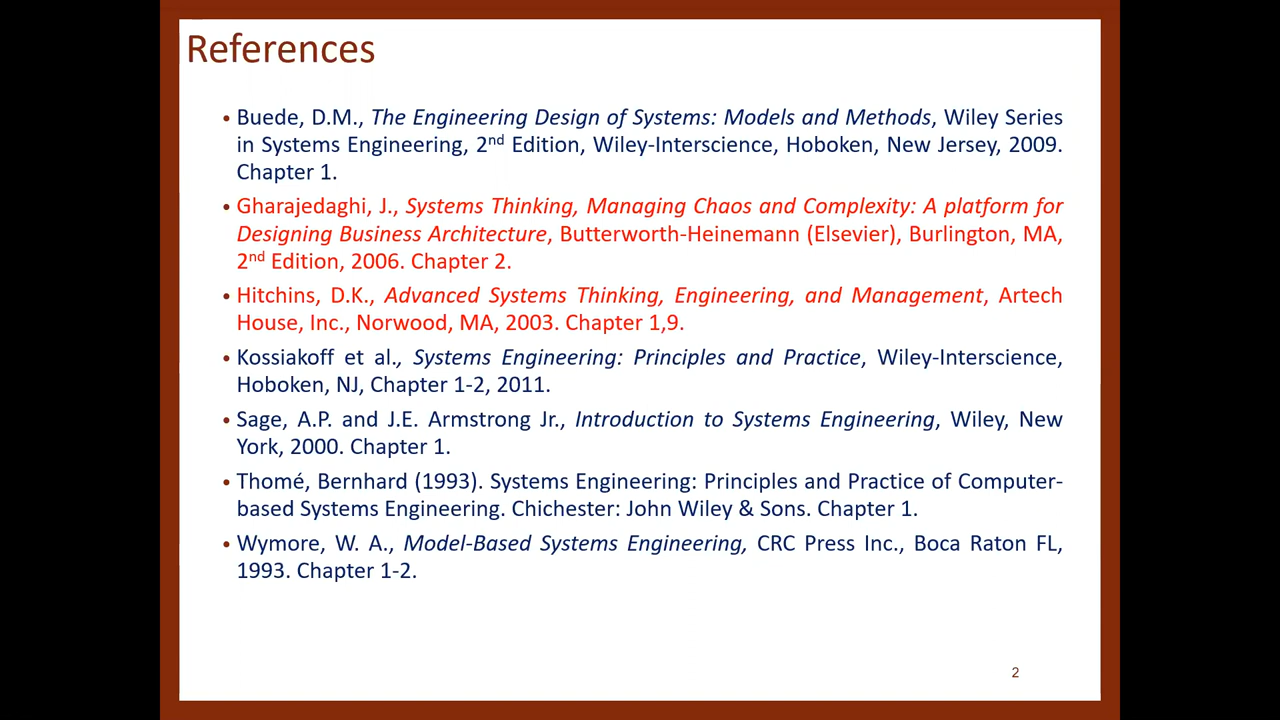 References
• Buede, D.M., The Engineering Design of Systems: Models and Methods, Wiley Series
in Systems Engineering, 2nd Edition, Wiley-Interscience, Hoboken, New Jersey, 2009.
Chapter 1.
• Gharajedaghi, J., Systems Thinking, Managing Chaos and Complexity: A platform for
Designing Business Architecture, Butterworth-Heinemann (Elsevier), Burlington, MA,
2nd Edition, 2006. Chapter 2.
• Hitchins, D.K., Advanced Systems Thinking, Engineering, and Management, Artech
House, Inc., Norwood, MA, 2003. Chapter 1,9.
• Kossiakoff et al., Systems Engineering: Principles and Practice, Wiley-Interscience,
Hoboken, NJ, Chapter 1-2, 2011.
• Sage, A.P. and J.E. Armstrong Jr., Introduction to Systems Engineering, Wiley, New
York, 2000. Chapter 1.
• Thomé, Bernhard (1993). Systems Engineering: Principles and Practice of Computer-
based Systems Engineering. Chichester: John Wiley & Sons. Chapter 1.
• Wymore, W. A., Model-Based Systems Engineering, CRC Press Inc., Boca Raton FL,
1993. Chapter 1-2.
2